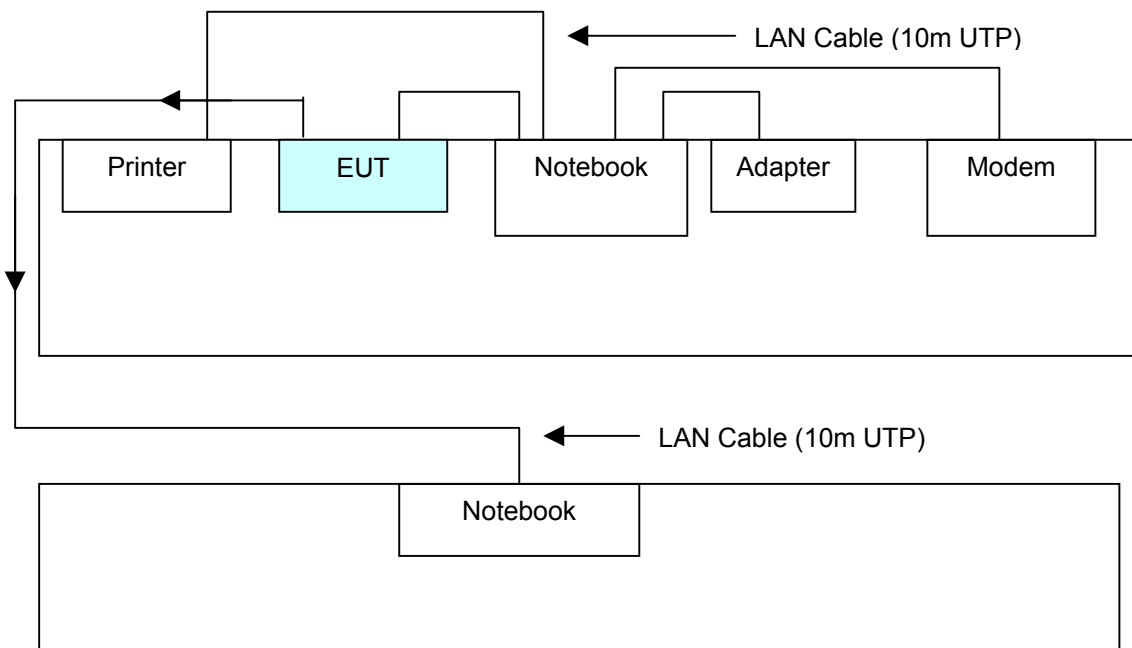 LAN Cable (10m UTP)
Printer
EUT
Notebook
Adapter
Modem
LAN Cable (10m UTP)
Notebook